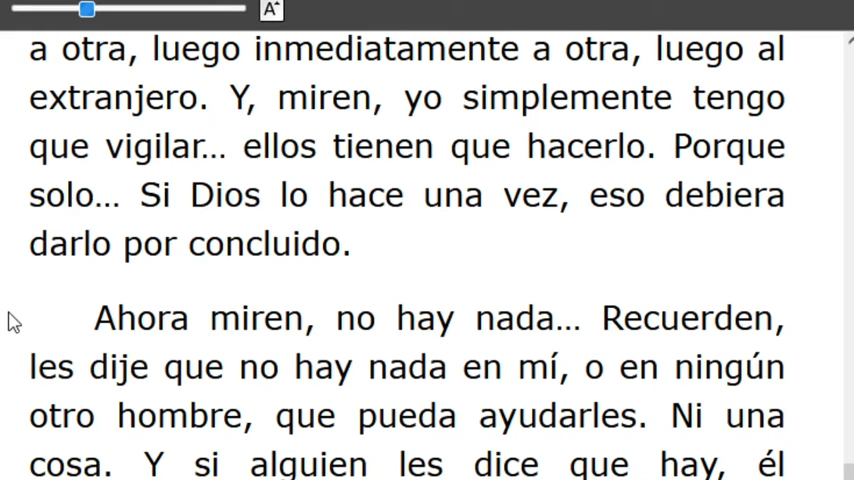 A
a otra, luego inmediatamente a otra, luego al
extranjero. Y, miren, yo simplemente tengo
que vigilar... ellos tienen que hacerlo. Porque
solo... Si Dios lo hace una vez, eso debiera
darlo por concluido.
Ahora miren, no hay nada... Recuerden,
les dije que no hay nada en mí, o en ningún
otro hombre, que pueda ayudarles. Ni una
cosa. Y si alguien les dice que hay, él